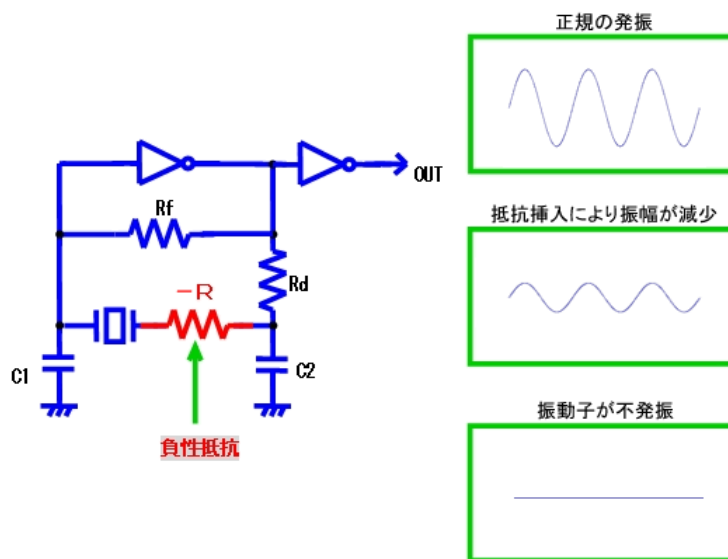 正規の発振
OUT
Rf
抵抗挿入により振幅が減少
Rd
-R
C1
C2
負性抵抗
振動子が不発振